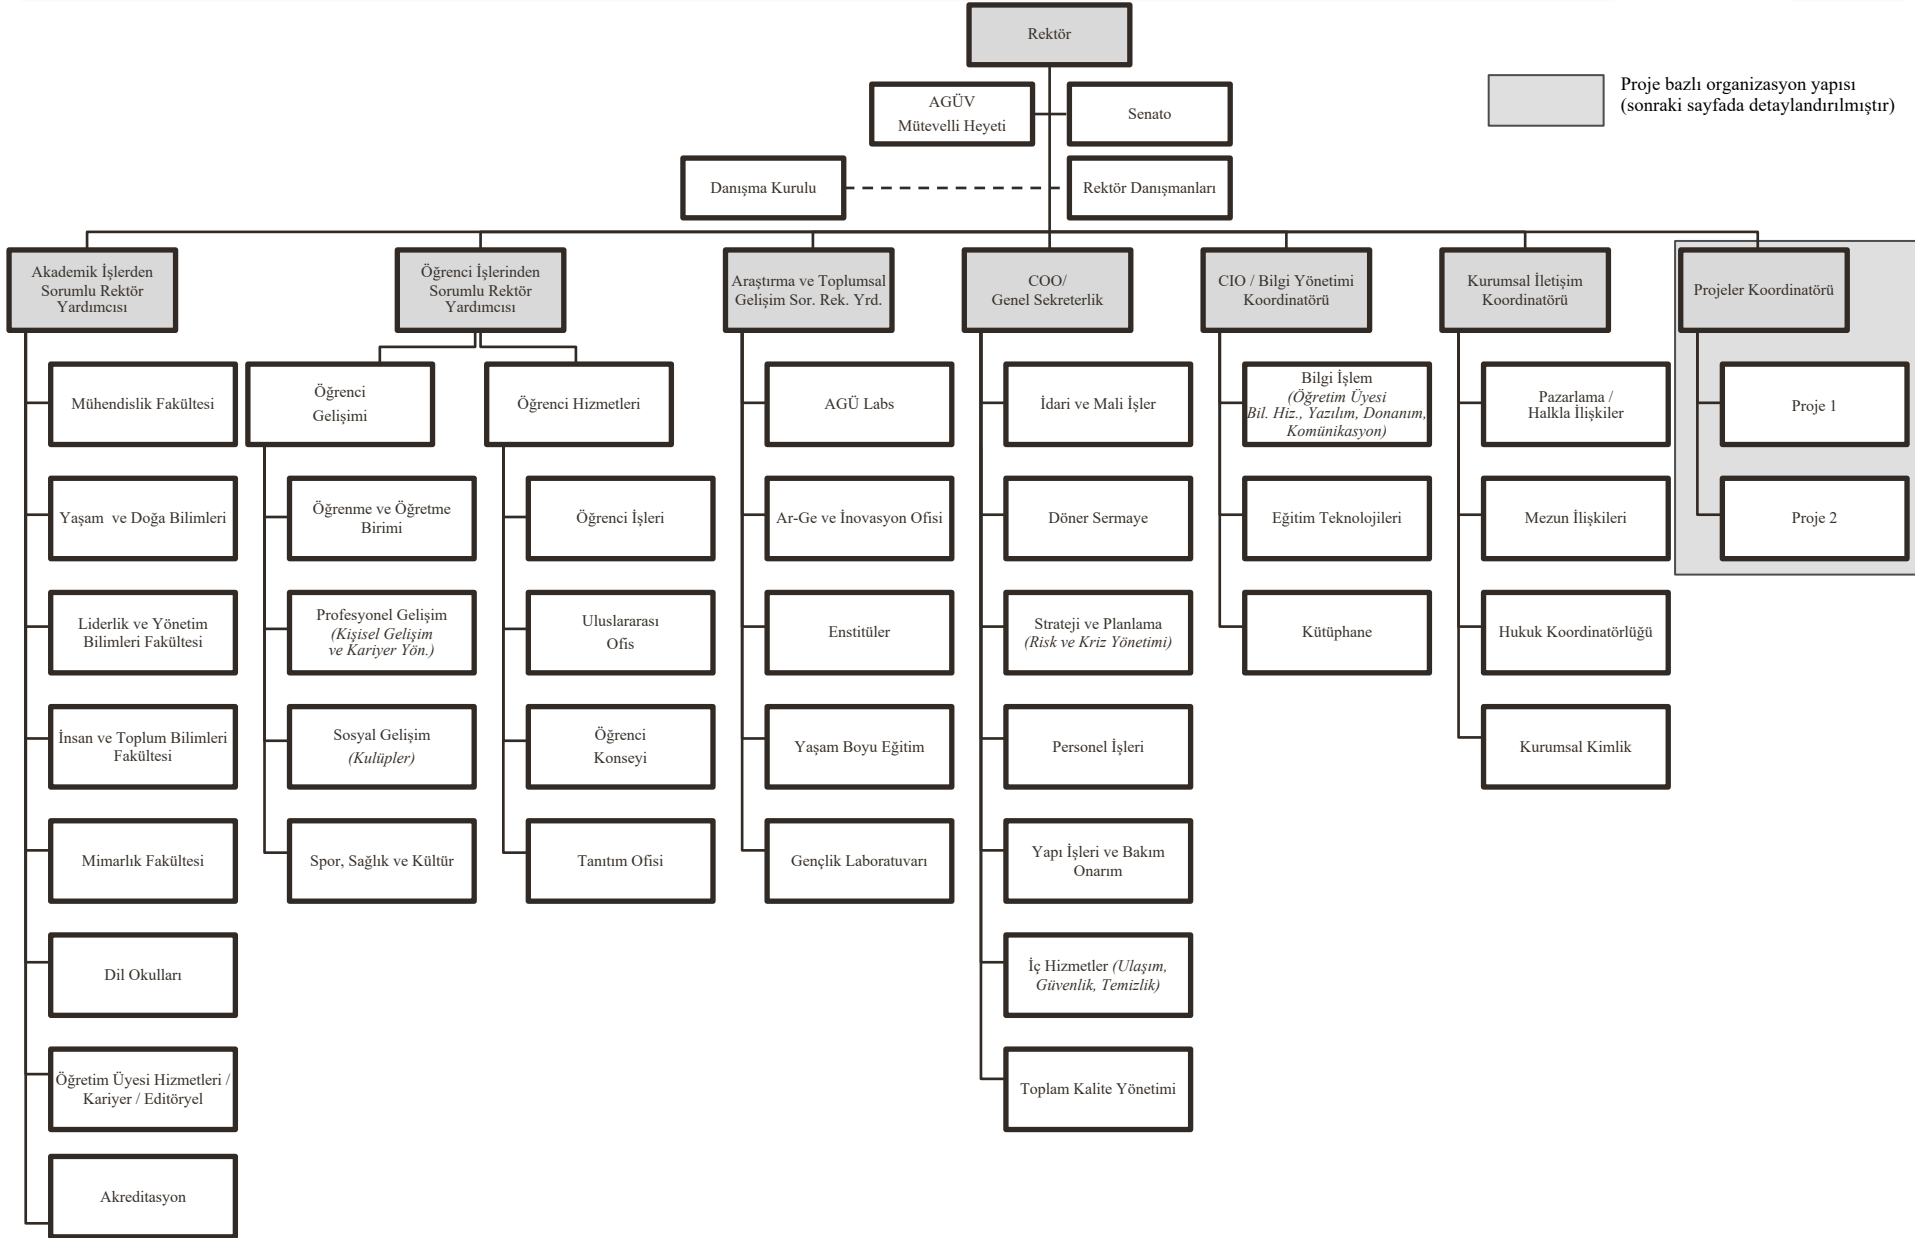 Rektör
Proje bazlı organizasyon yapısı
(sonraki sayfada detaylandırılmıştır)
AGÜV
Mütevelli Heyeti
Senato
Danışma Kurulu
Rektör Danışmanları
Akademik İşlerden
Sorumlu Rektör
Yardımcısı
Öğrenci İşlerinden
Sorumlu Rektör
Yardımcısı
Araştırma ve Toplumsal
Gelişim Sor. Rek. Yrd.
COO/
Genel Sekreterlik
CIO / Bilgi Yönetimi
Koordinatörü
Kurumsal İletişim
Koordinatörü
Projeler Koordinatörü
Mühendislik Fakültesi
Yaşam  ve Doğa Bilimleri
Liderlik ve Yönetim
Bilimleri Fakültesi
İnsan ve Toplum Bilimleri
Fakültesi
Mimarlık Fakültesi
Dil Okulları
Öğretim Üyesi Hizmetleri /
Kariyer / Editöryel
Akreditasyon
Öğrenci
Gelişimi
Öğrenme ve Öğretme
Birimi
Profesyonel Gelişim
(Kişisel Gelişim
ve Kariyer Yön.)
Sosyal Gelişim
(Kulüpler)
Spor, Sağlık ve Kültür
Öğrenci Hizmetleri
Öğrenci İşleri
Uluslararası
Ofis
Öğrenci
Konseyi
Tanıtım Ofisi
AGÜ Labs
Ar-Ge ve İnovasyon Ofisi
Enstitüler
Yaşam Boyu Eğitim
Gençlik Laboratuvarı
İdari ve Mali İşler
Döner Sermaye
Strateji ve Planlama
(Risk ve Kriz Yönetimi)
Personel İşleri
Yapı İşleri ve Bakım
Onarım
İç Hizmetler (Ulaşım,
Güvenlik, Temizlik)
Toplam Kalite Yönetimi
Bilgi İşlem
(Öğretim Üyesi
Bil. Hiz., Yazılım, Donanım,
Komünikasyon)
Eğitim Teknolojileri
Kütüphane
Pazarlama /
Halkla İlişkiler
Mezun İlişkileri
Hukuk Koordinatörlüğü
Kurumsal Kimlik
Proje 1
Proje 2